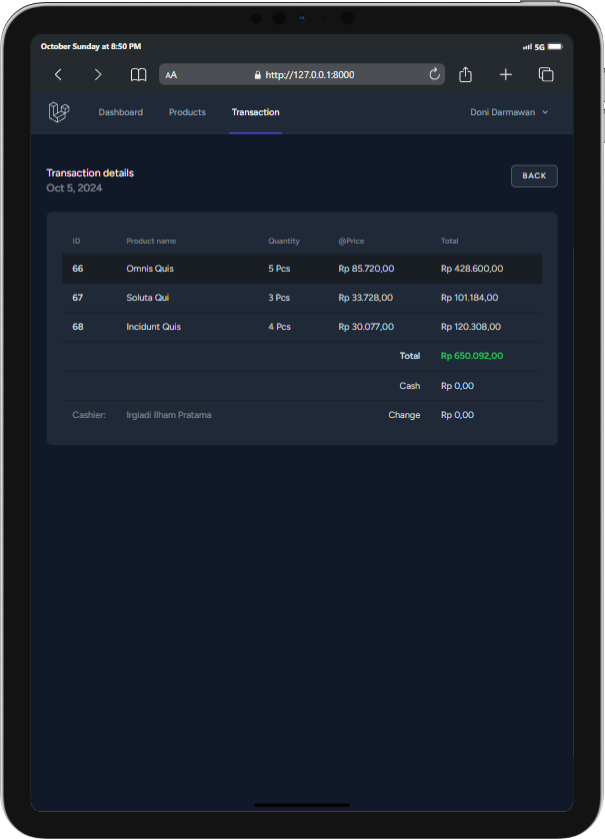 October Sunday at 8:50 PM 5G
AA http://127.0.0.1:8000
Dashboard Products Transaction Doni Darmawan
Transaction details
Oct 5, 2024
BACK
ID Product name Quantity @Price Total
66 Omnis Quis 5 Pcs Rp 85.720,00 Rp 428.600,00
67 Soluta Qui 3 Pcs Rp 33.728,00 Rp 101.184,00
68 Incidunt Quis 4 Pcs Rp 30.077,00 Rp 120.308,00
Total Rp 650.092,00
Cash Rp 0,00
Cashier: Irgiadi Ilham Pratama Change Rp 0,00